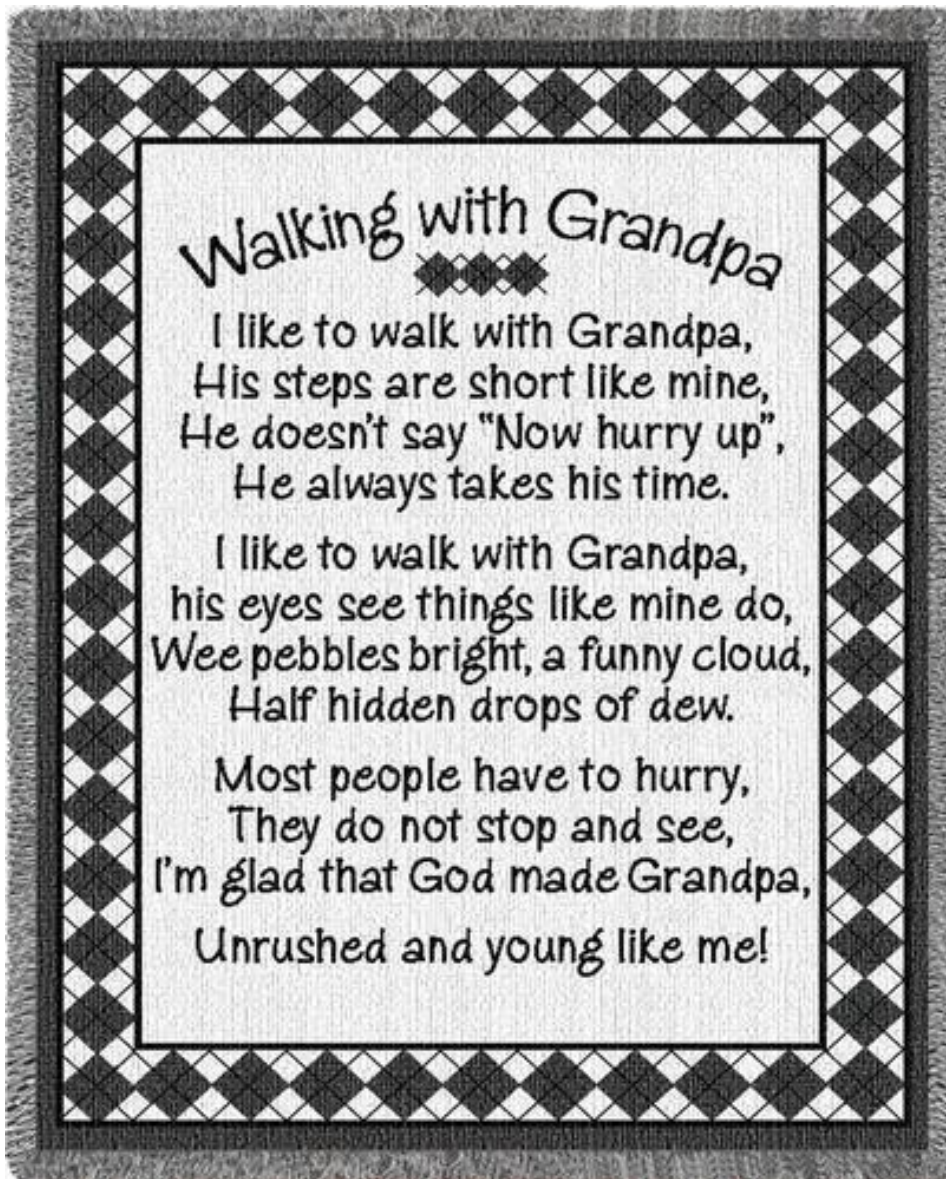 Walking with Grandpa
I like to walk with Grandpa,
His steps are short like mine,
He doesn't say "Now hurry up",
He always takes his time.
I like to walk with Grandpa,
his eyes see things like mine do,
Wee pebbles bright, a funny cloud,
Half hidden drops of dew.
Most people have to hurry,
They do not stop and see,
I'm glad that God made Grandpa,
Unrushed and young like me!